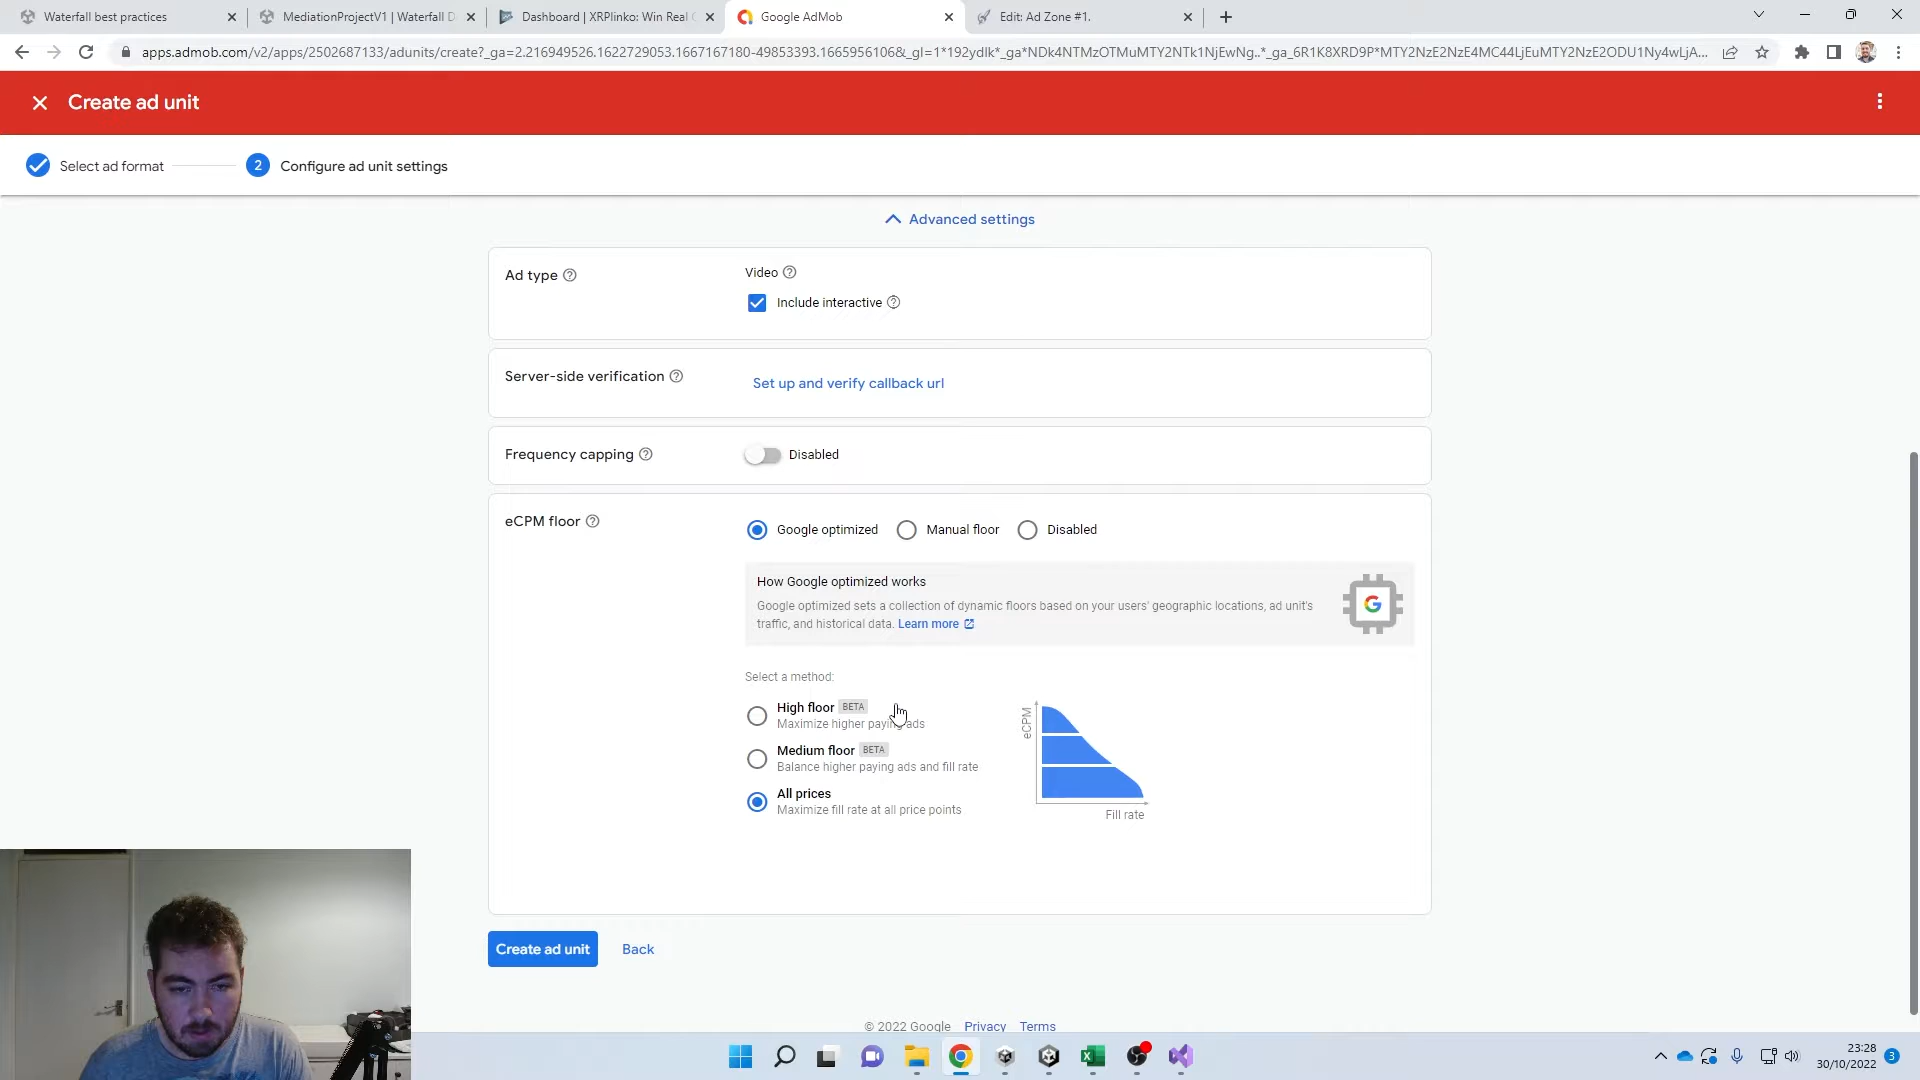 Waterfall best practices
MediationProjectV1 | Waterfall D
Dashboard | XRPlinko: Win Real C
Google AdMob
Edit: Ad Zone #1.
apps.admob.com/v2/apps/2502687133/adunits/create?_ga=2.216949526.1622729053.1667167180-49853393.1665956106&_gl=1*192ydlk*_ga*NDk4NTMzOTMuMTY2NTk1NjEwNg..*_ga_6R1K8XRD9P*MTY2NzE2NzE4MC44LjEuMTY2NzE2ODU1Ny4wLjA...
Create ad unit
Select ad format
2
Configure ad unit settings
Advanced settings
Ad type
Video
Include interactive
Server-side verification
Set up and verify callback url
Frequency capping
Disabled
eCPM floor
Google optimized
Manual floor
Disabled
How Google optimized works
Google optimized sets a collection of dynamic floors based on your users' geographic locations, ad unit's
traffic, and historical data. Learn more
Select a method:
High floor BETA
Maximize higher paying ads
Medium floor BETA
Balance higher paying ads and fill rate
All prices
Maximize fill rate at all price points
eCPM
Fill rate
Create ad unit
Back
© 2022 Google Privacy Terms
23:28
30/10/2022
3